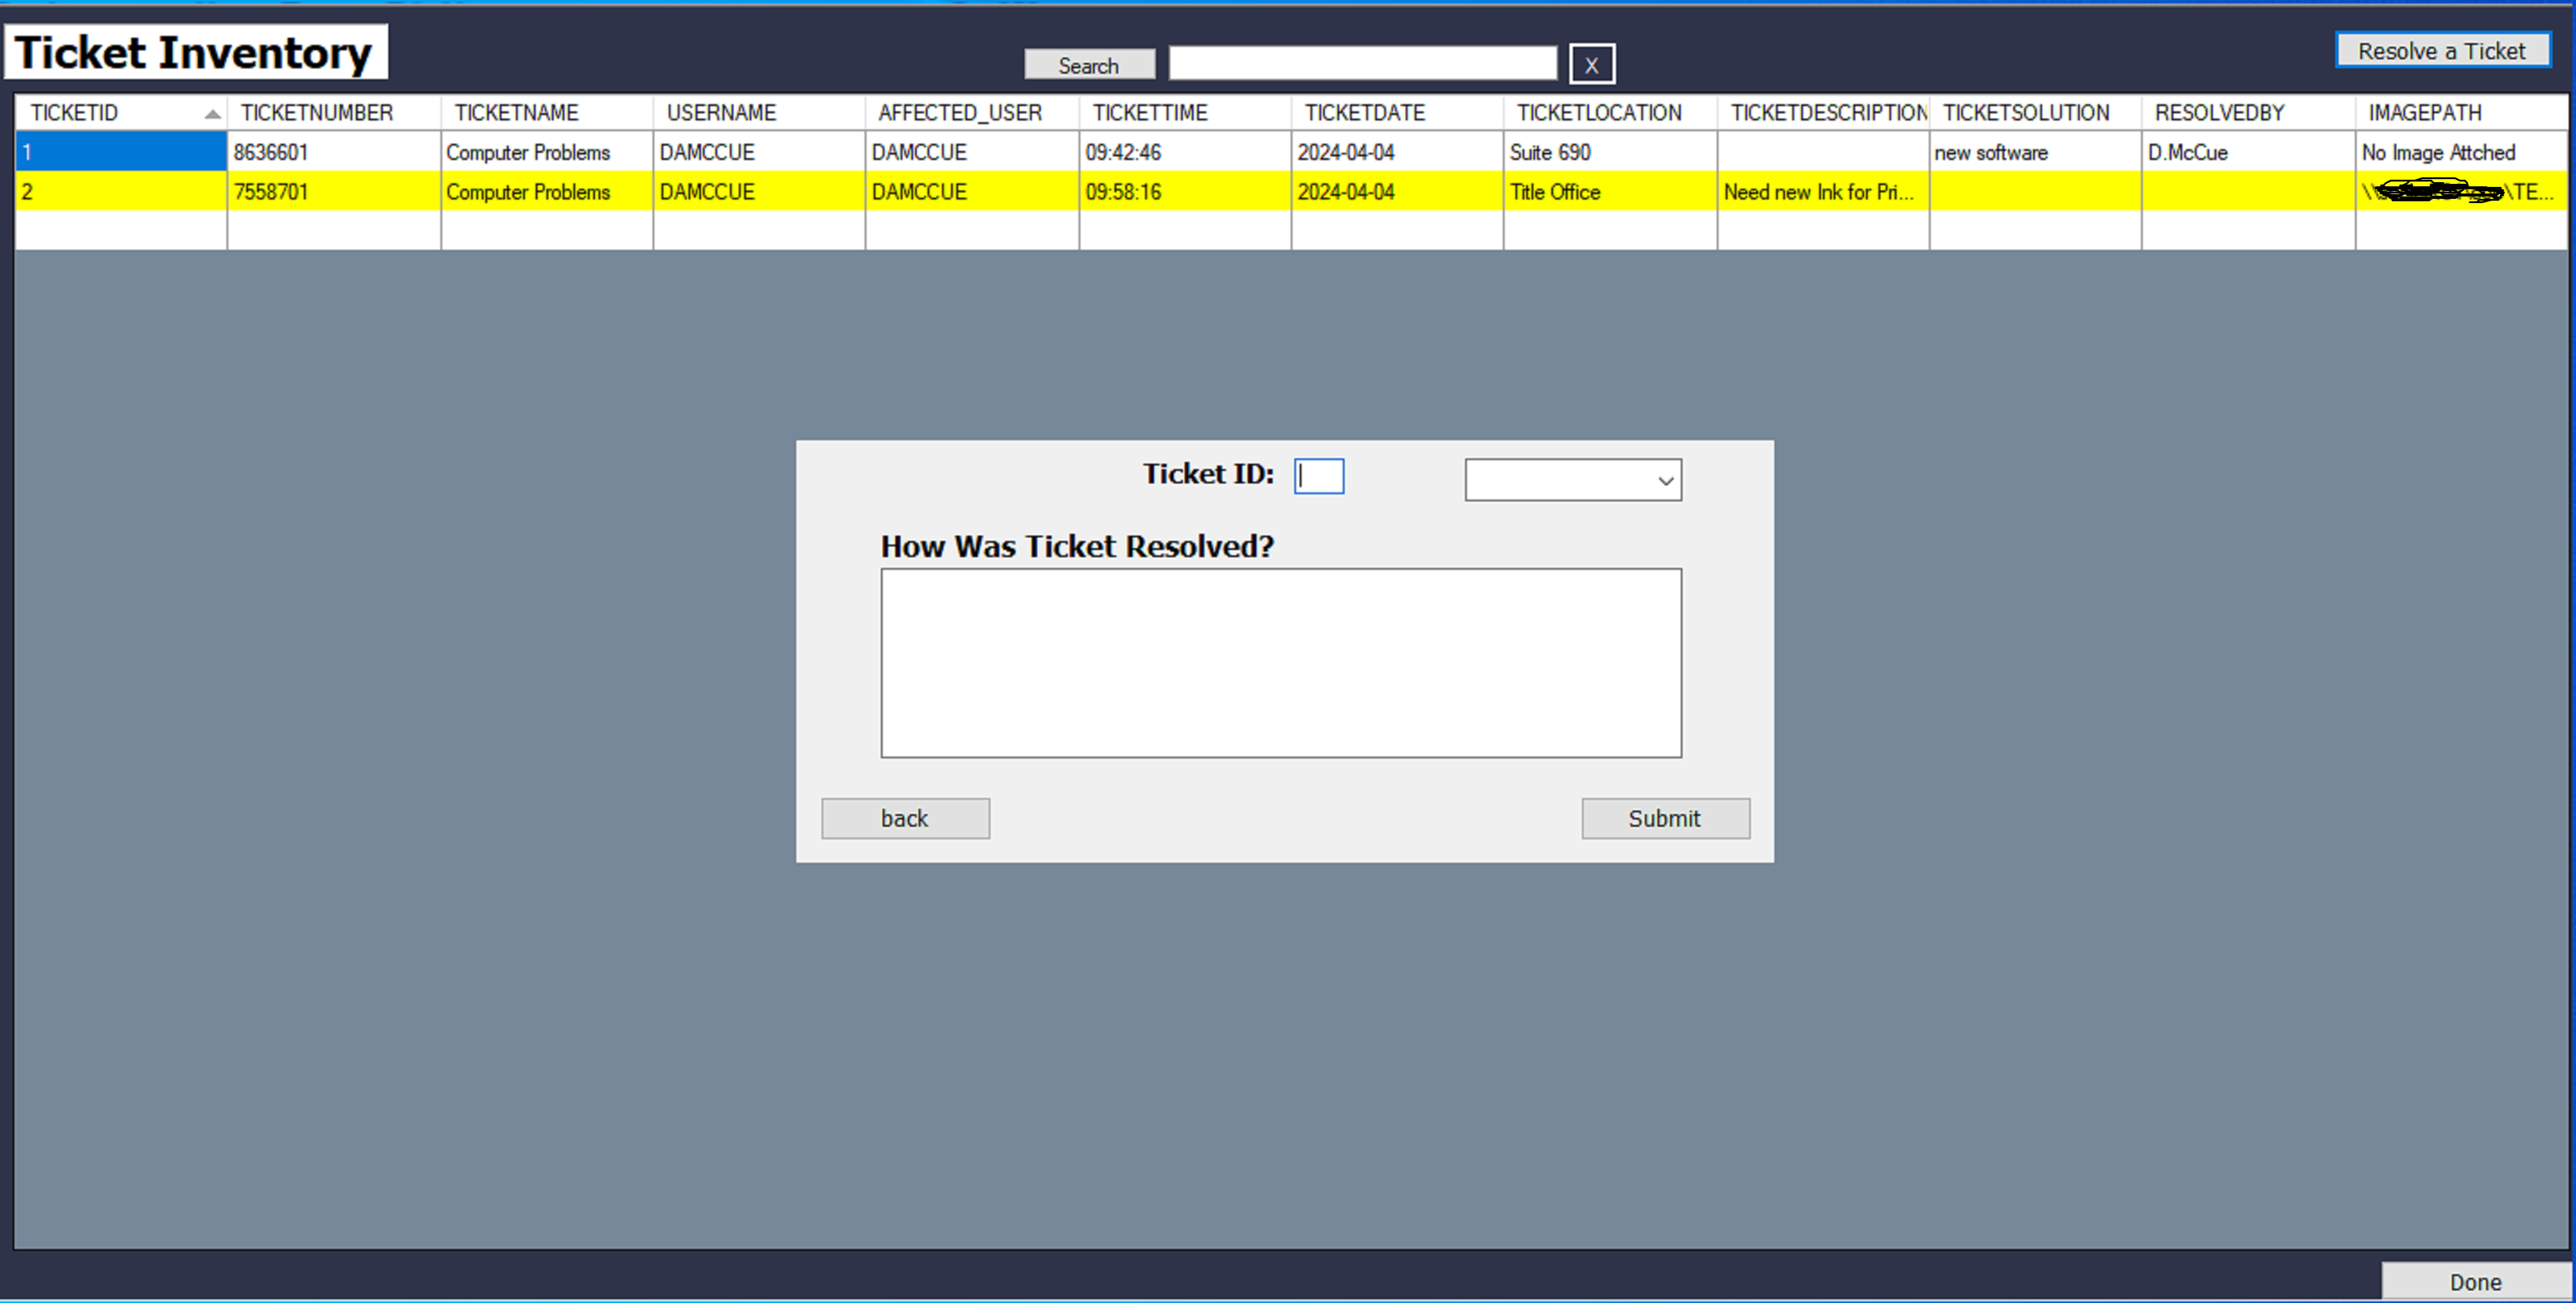 Ticket Inventory
Search
X
Resolve a Ticket
TICKETID TICKETNUMBER TICKETNAME USERNAME AFFECTED_USER TICKETTIME TICKETDATE TICKETLOCATION TICKETDESCRIPTION TICKETSOLUTION RESOLVEDBY IMAGEPATH
1 8636601 Computer Problems DAMCCUE DAMCCUE 09:42:46 2024-04-04 Suite 690 new software D.McCue No Image Attched
2 7558701 Computer Problems DAMCCUE DAMCCUE 09:58:16 2024-04-04 Title Office Need new Ink for Pri... \\ \TE...
Ticket ID:
How Was Ticket Resolved?
back
Submit
Done